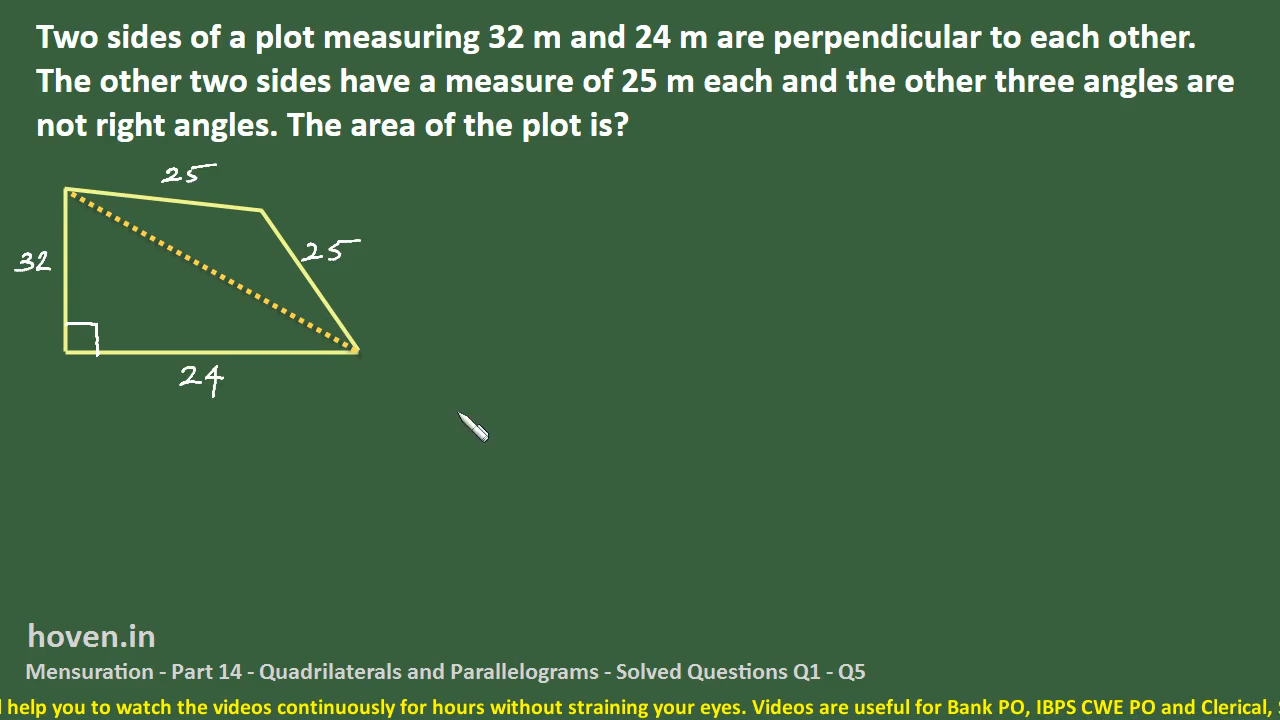 Two sides of a plot measuring 32 m and 24 m are perpendicular to each other.
The other two sides have a measure of 25 m each and the other three angles are
not right angles. The area of the plot is?
25
32
25
24
hoven.in
Mensuration - Part 14 - Quadrilaterals and Parallelograms - Solved Questions Q1 - Q5
help you to watch the videos continuously for hours without straining your eyes. Videos are useful for Bank PO, IBPS CWE PO and Clerical,